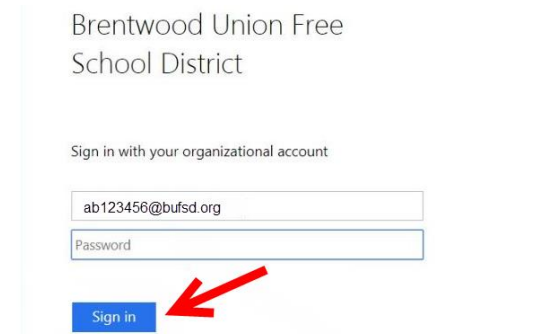 Brentwood Union Free
School District
Sign in with your organizational account
ab123456@bufsd.org
Password
Sign in